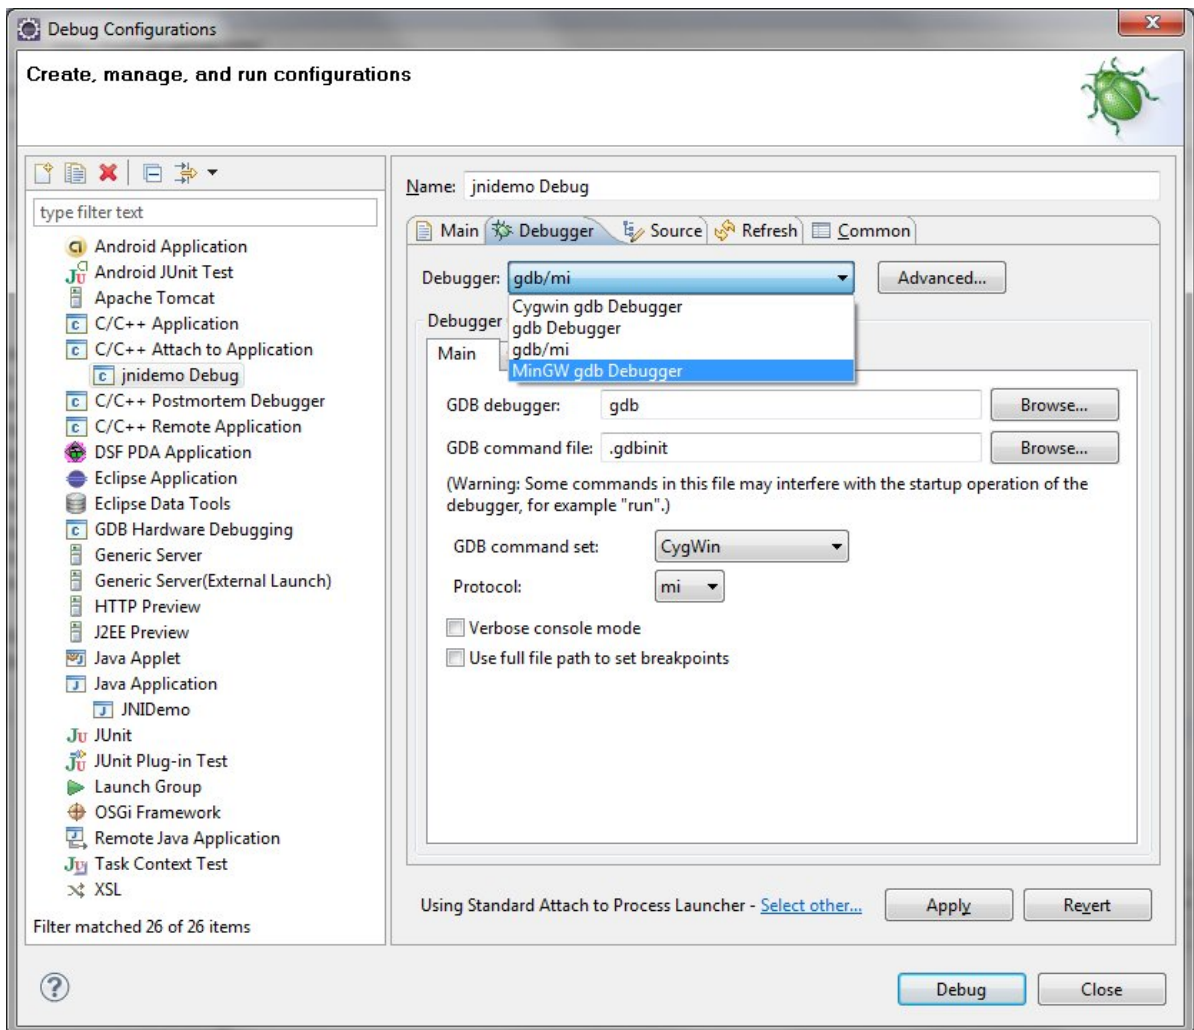 Debug Configurations
Create, manage, and run configurations
type filter text
Android Application
Android JUnit Test
Apache Tomcat
C/C++ Application
C/C++ Attach to Application
jnidemo Debug
C/C++ Postmortem Debugger
C/C++ Remote Application
DSF PDA Application
Eclipse Application
Eclipse Data Tools
GDB Hardware Debugging
Generic Server
Generic Server(External Launch)
HTTP Preview
J2EE Preview
Java Applet
Java Application
JNIDemo
JUnit
JUnit Plug-in Test
Launch Group
OSGi Framework
Remote Java Application
Task Context Test
XSL
Filter matched 26 of 26 items
Name: jnidemo Debug
Main Debugger Source Refresh Common
Debugger: gdb/mi Advanced...
Cygwin gdb Debugger
gdb Debugger
gdb/mi
MinGW gdb Debugger
Debugger
Main
GDB debugger: gdb Browse...
GDB command file: .gdbinit Browse...
(Warning: Some commands in this file may interfere with the startup operation of the
debugger, for example "run".)
GDB command set: CygWin
Protocol: mi
Verbose console mode
Use full file path to set breakpoints
Using Standard Attach to Process Launcher - Select other... Apply Revert
Debug Close